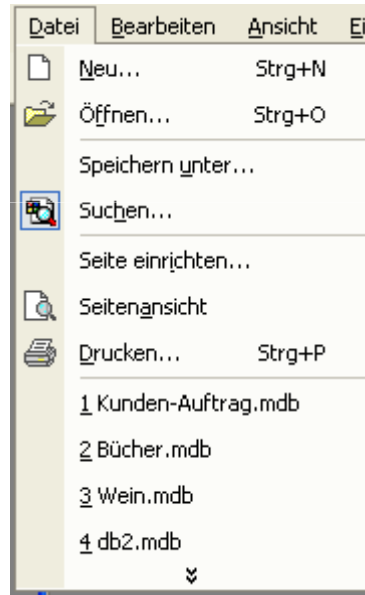 Datei Bearbeiten Ansicht Ei
Neu... Strg+N
Öffnen... Strg+O
Speichern unter...
Suchen...
Seite einrichten...
Seitenansicht
Drucken... Strg+P
1 Kunden-Auftrag.mdb
2 Bücher.mdb
3 Wein.mdb
4 db2.mdb